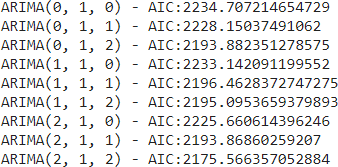 ARIMA(0, 1, 0) - AIC:2234.707214654729
ARIMA(0, 1, 1) - AIC:2228.15037491062
ARIMA(0, 1, 2) - AIC:2193.882351278575
ARIMA(1, 1, 0) - AIC:2233.142091199552
ARIMA(1, 1, 1) - AIC:2196.4628372747275
ARIMA(1, 1, 2) - AIC:2195.0953659379893
ARIMA(2, 1, 0) - AIC:2225.660614396246
ARIMA(2, 1, 1) - AIC:2193.86860259207
ARIMA(2, 1, 2) - AIC:2175.566357052884